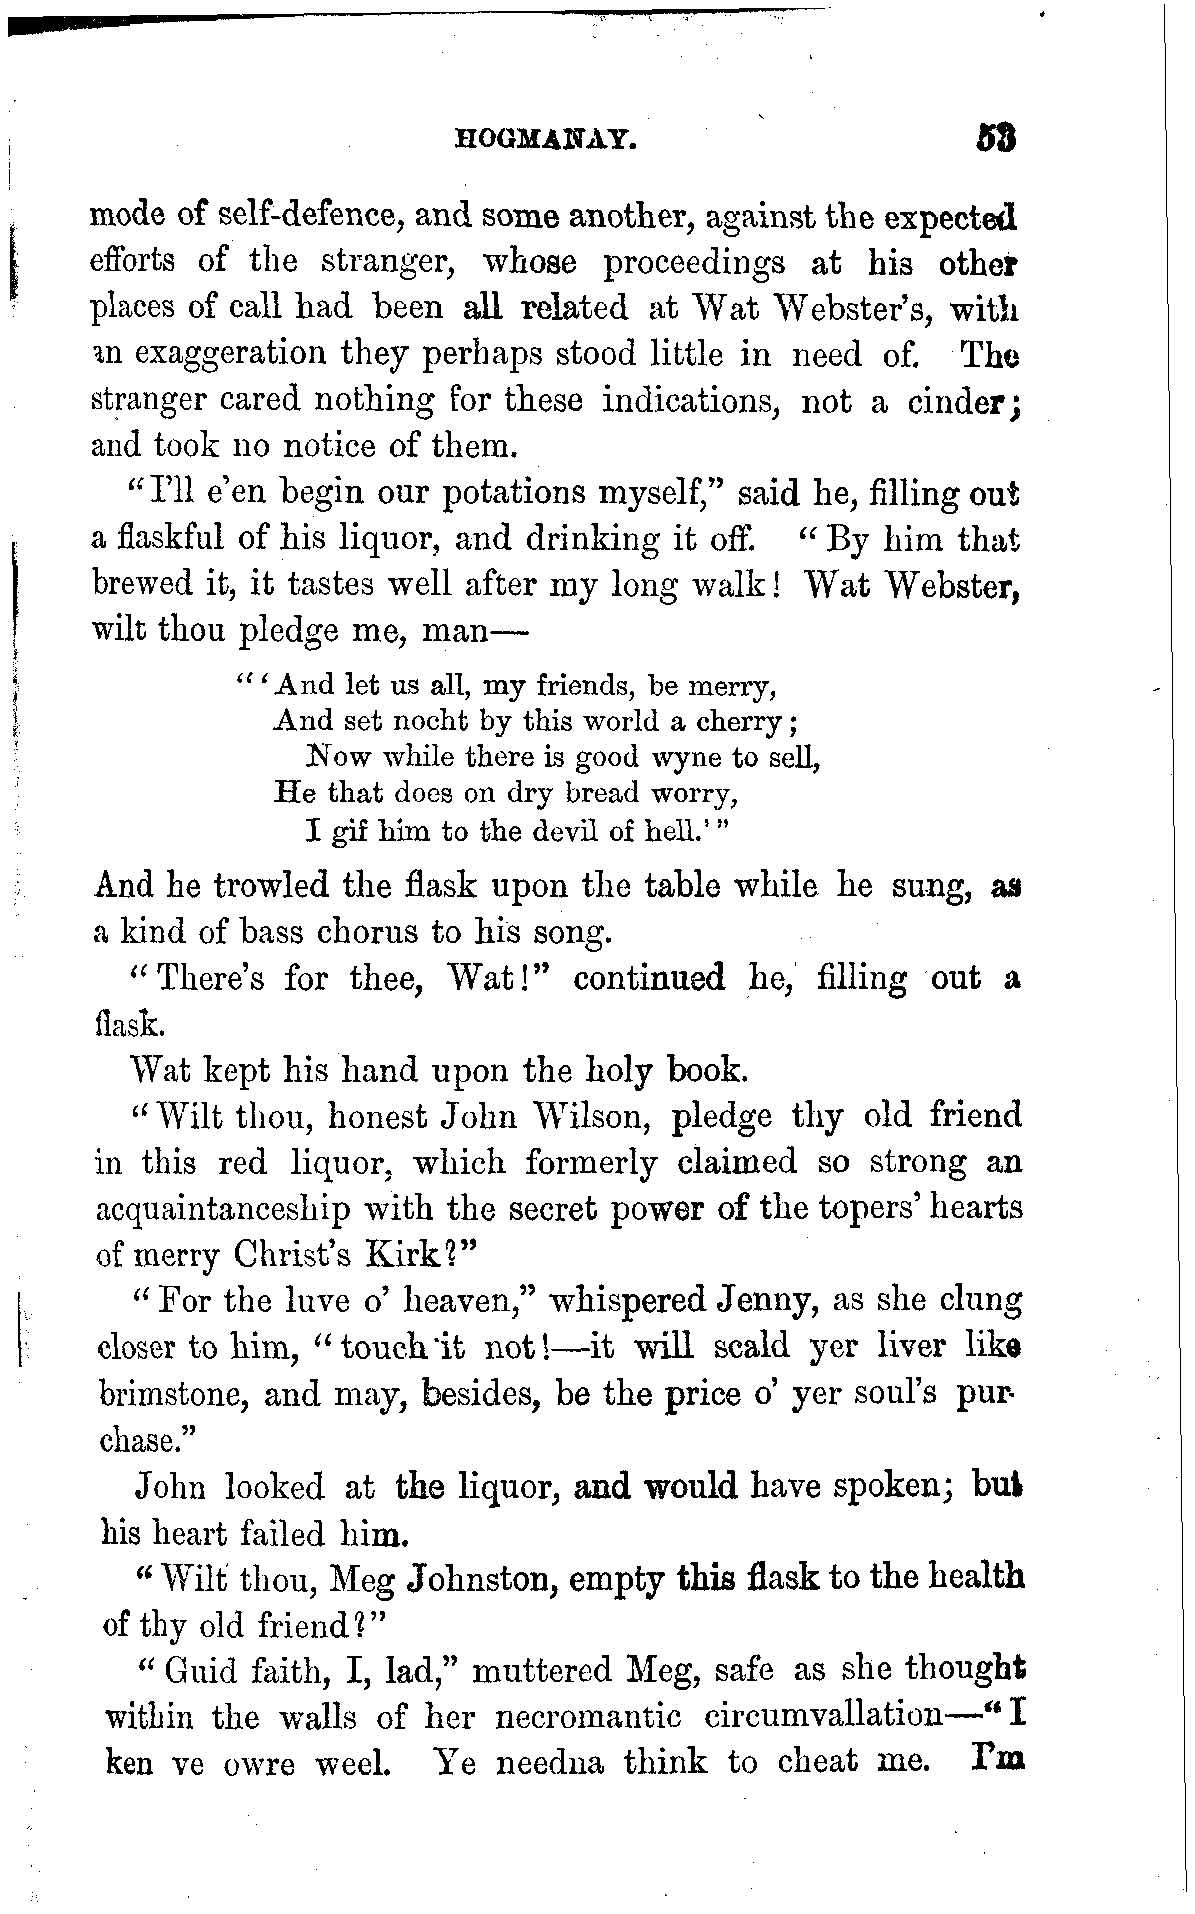 HOGMANAY. 53
mode of self-defence, and some another, against the expected
efforts of the stranger, whose proceedings at his other
places of call had been all related at Wat Webster's, with
an exaggeration they perhaps stood little in need of. The
stranger cared nothing for these indications, not a cinder;
and took no notice of them.
"I'll e'en begin our potations myself," said he, filling out
a flaskful of his liquor, and drinking it off. "By him that
brewed it, it tastes well after my long walk! Wat Webster,
wilt thou pledge me, man—
"'And let us all, my friends, be merry,
And set nocht by this world a cherry;
Now while there is good wyne to sell,
He that does on dry bread worry,
I gif him to the devil of hell.'"
And he trowled the flask upon the table while he sung, as
a kind of bass chorus to his song.
"There's for thee, Wat!" continued he, filling out a
flask.
Wat kept his hand upon the holy book.
"Wilt thou, honest John Wilson, pledge thy old friend
in this red liquor, which formerly claimed so strong an
acquaintanceship with the secret power of the topers' hearts
of merry Christ's Kirk?"
"For the luve o' heaven," whispered Jenny, as she clung
closer to him, "touch it not!—it will scald yer liver like
brimstone, and may, besides, be the price o' yer soul's pur-
chase."
John looked at the liquor, and would have spoken; but
his heart failed him.
"Wilt thou, Meg Johnston, empty this flask to the health
of thy old friend?"
"Guid faith, I, lad," muttered Meg, safe as she thought
within the walls of her necromantic circumvallation—"I
ken ye owre weel. Ye needna think to cheat me. I'm